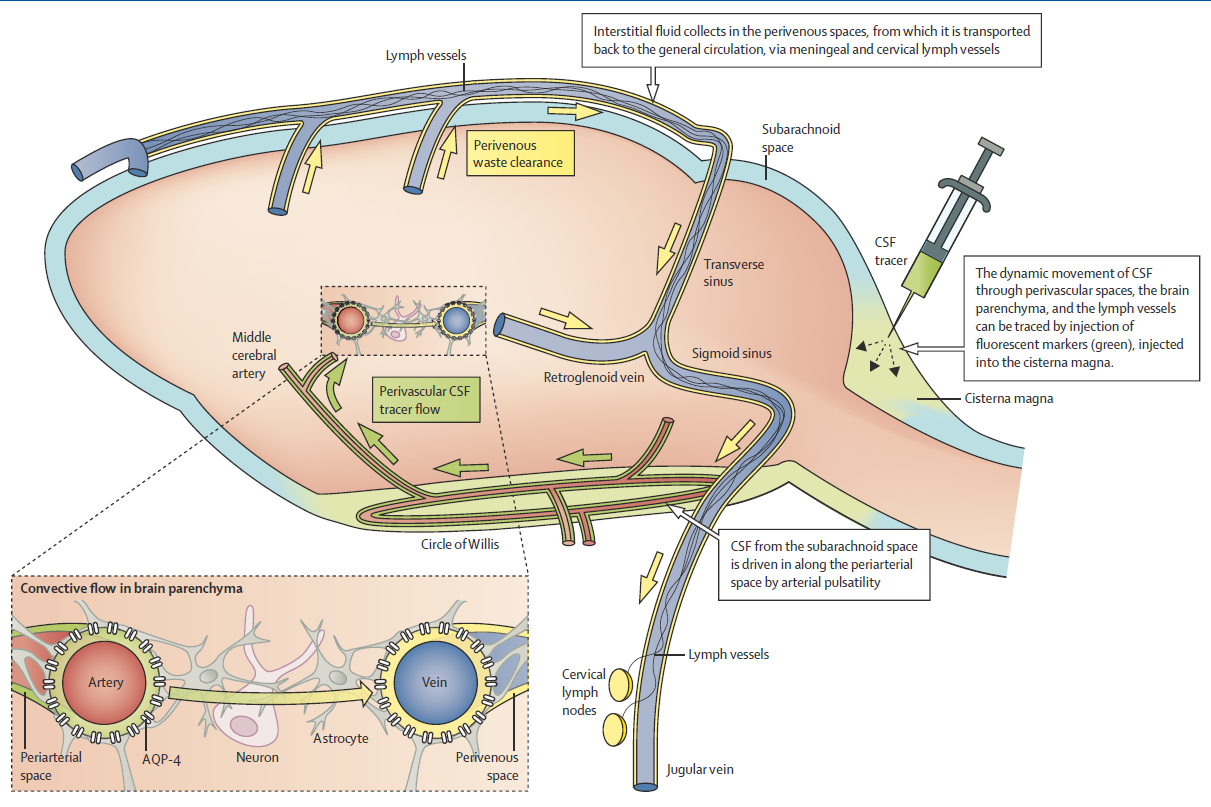 Interstitial fluid collects in the perivenous spaces, from which it is transported
back to the general circulation, via meningeal and cervical lymph vessels
Lymph vessels
Subarachnoid
space
Perivenous
waste clearance
CSF
tracer
The dynamic movement of CSF
through perivascular spaces, the brain
parenchyma, and the lymph vessels
can be traced by injection of
fluorescent markers (green), injected
into the cisterna magna.
Transverse
sinus
Middle
cerebral
artery
Sigmoid sinus
Retroglenoid vein
Perivascular CSF
tracer flow
Cisterna magna
Circle of Willis
CSF from the subarachnoid space
is driven in along the periarterial
space by arterial pulsatility
Convective flow in brain parenchyma
Artery
Vein
Periarterial
space
AQP-4
Neuron
Astrocyte
Perivenous
space
Lymph vessels
Cervical
lymph
nodes
Jugular vein